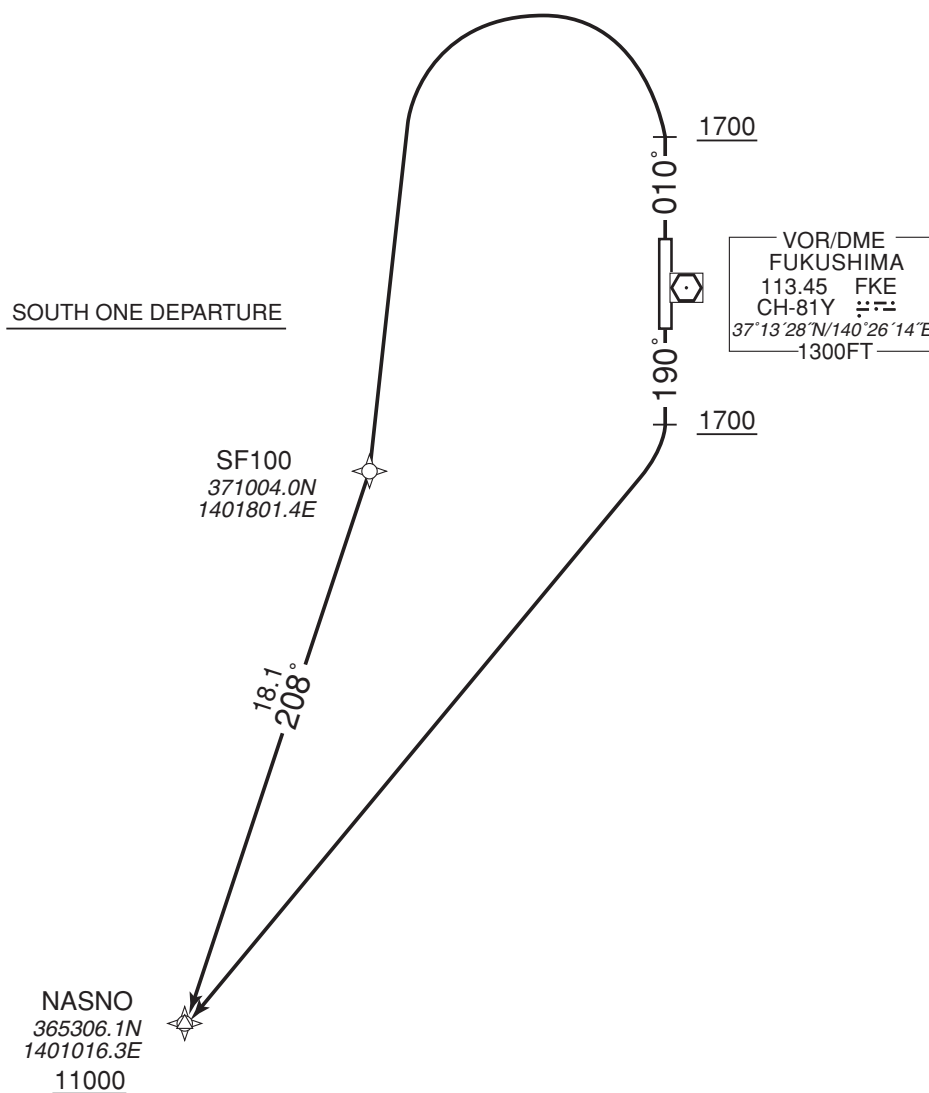 1700
010°
VOR/DME
FUKUSHIMA
113.45 FKE
CH-81Y
37°13´28˝N/140°26´14˝E
1300FT
SOUTH ONE DEPARTURE
190°
1700
SF100
371004.0N
1401801.4E
18.1
208°
NASNO
365306.1N
1401016.3E
11000